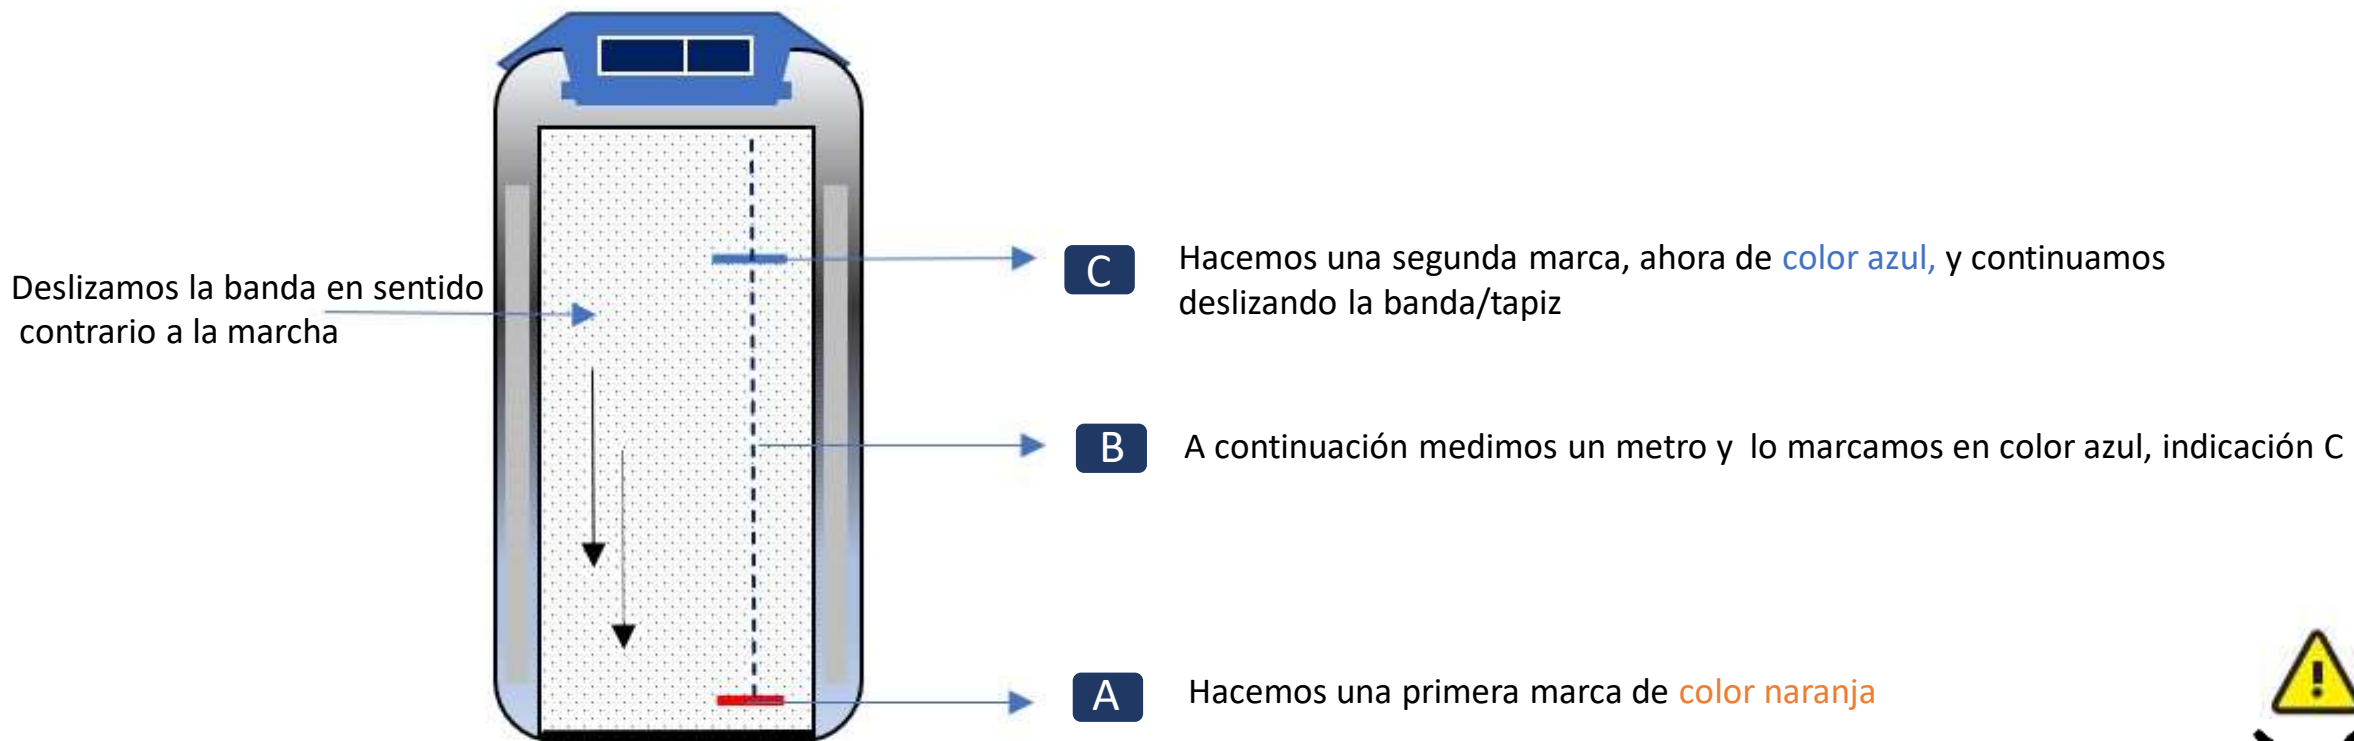 Deslizamos la banda en sentido
contrario a la marcha
C
Hacemos una segunda marca, ahora de color azul, y continuamos
deslizando la banda/tapiz
B
A continuación medimos un metro y lo marcamos en color azul, indicación C
A
Hacemos una primera marca de color naranja
!